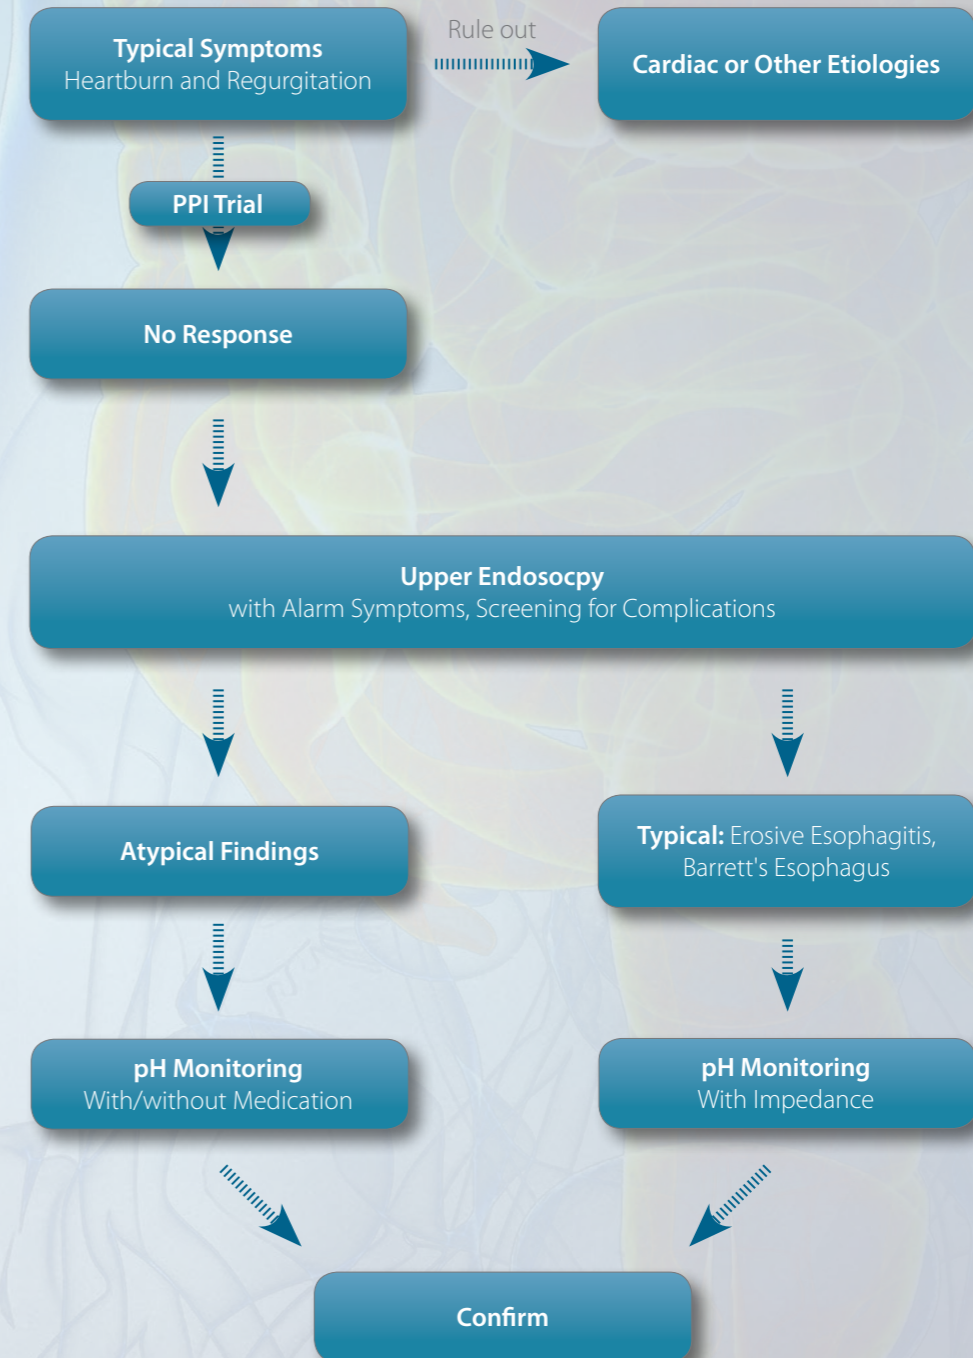 Typical Symptoms
Heartburn and Regurgitation
Rule out
Cardiac or Other Etiologies
PPI Trial
No Response
Upper Endosocpy
with Alarm Symptoms, Screening for Complications
Atypical Findings
Typical: Erosive Esophagitis,
Barrett's Esophagus
pH Monitoring
With/without Medication
pH Monitoring
With Impedance
Confirm